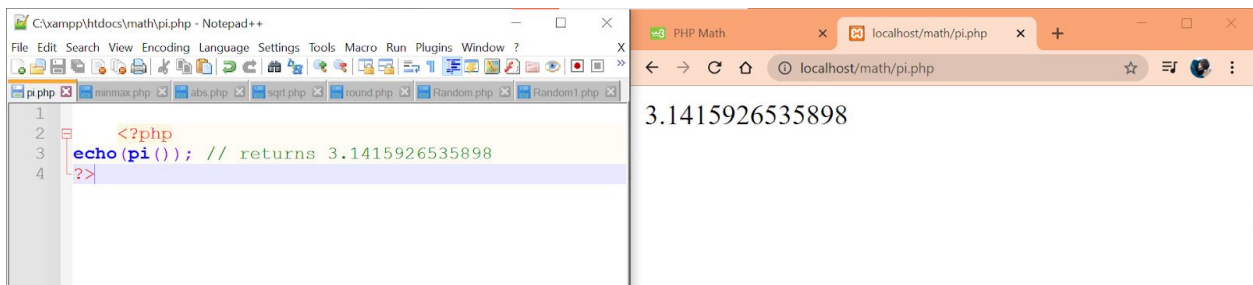 C:\xampp\htdocs\math\pi.php - Notepad++
File Edit Search View Encoding Language Settings Tools Macro Run Plugins Window ?
X
pi.php minmax.php abs.php sqrt.php round.php Random.php Random1.php
1
2 <?php
3 echo(pi()); // returns 3.1415926535898
4 ?>
PHP Math
localhost/math/pi.php
localhost/math/pi.php
3.1415926535898